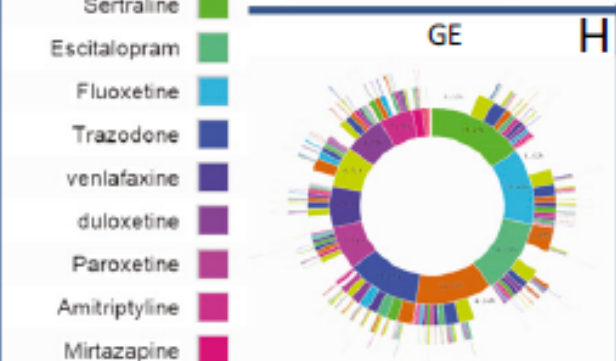 Sertraline
Escitalopram
Fluoxetine
Trazodone
venlafaxine
duloxetine
Paroxetine
Amitriptyline
Mirtazapine
GE
H